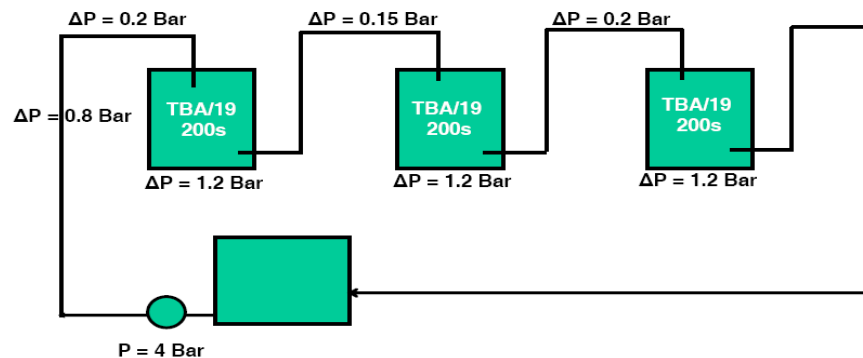 ΔP = 0.2 Bar
ΔP = 0.15 Bar
ΔP = 0.2 Bar
TBA/19
200s
TBA/19
200s
TBA/19
200s
ΔP = 0.8 Bar
ΔP = 1.2 Bar
ΔP = 1.2 Bar
ΔP = 1.2 Bar
P = 4 Bar